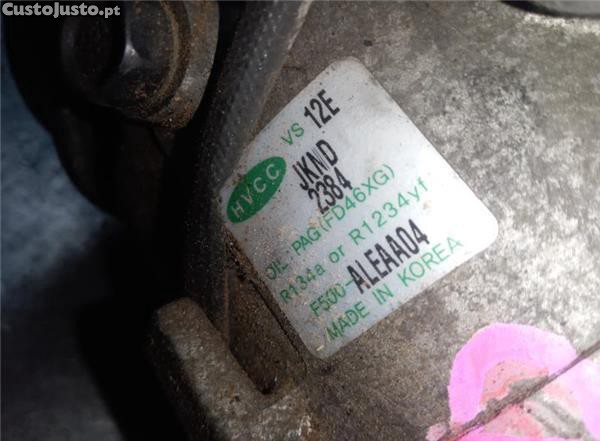 CustoJusto.pt
HVCC VS 12E
JKND
2384
OIL: PAG(FD46XG)
R134a or R1234yf
F500-ALEAA04
MADE IN KOREA